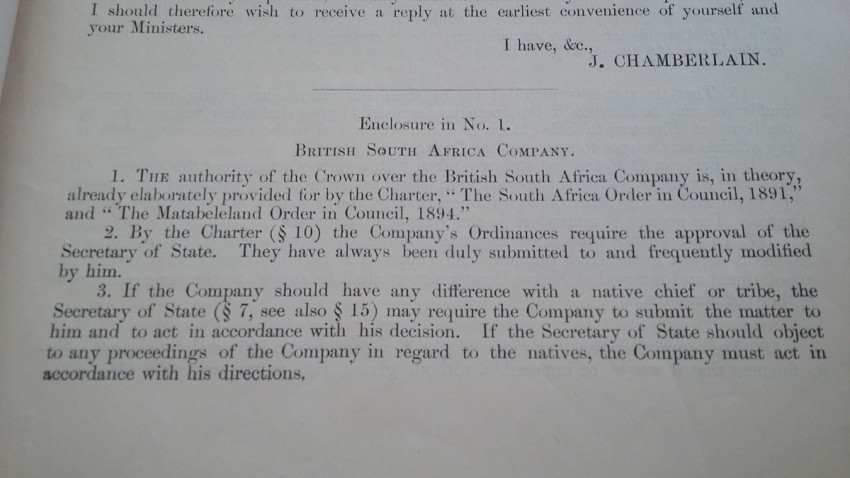 I should therefore wish to receive a reply at the earliest convenience of yourself and
your Ministers.
I have, &c.,
J. CHAMBERLAIN.
Enclosure in No. 1.
BRITISH SOUTH AFRICA COMPANY.
1. THE authority of the Crown over the British South Africa Company is, in theory,
already elaborately provided for by the Charter, “ The South Africa Order in Council, 1891,”
and “ The Matabeleland Order in Council, 1894.”
2. By the Charter (§ 10) the Company's Ordinances require the approval of the
Secretary of State. They have always been duly submitted to and frequently modified
by him.
3. If the Company should have any difference with a native chief or tribe, the
Secretary of State (§ 7, see also § 15) may require the Company to submit the matter to
him and to act in accordance with his decision. If the Secretary of State should object
to any proceedings of the Company in regard to the natives, the Company must act in
accordance with his directions.